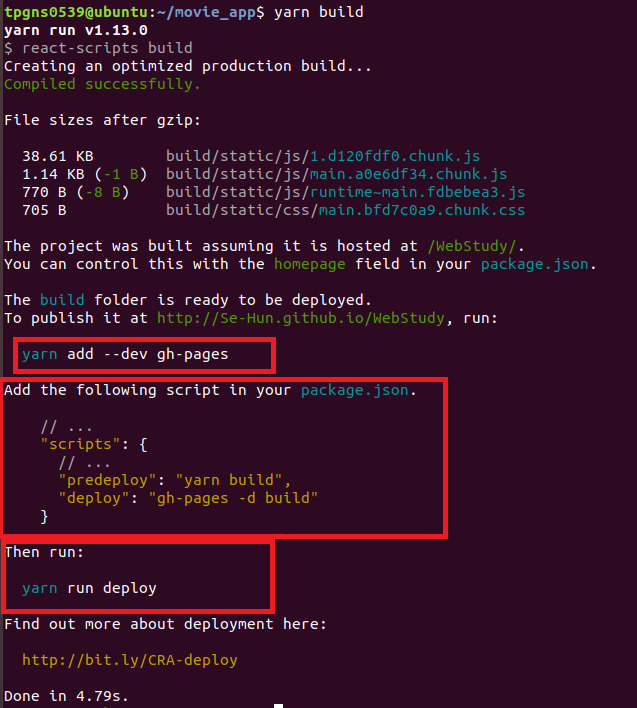 tpgns0539@ubuntu:~/movie_app$ yarn build
yarn run v1.13.0
$ react-scripts build
Creating an optimized production build...
Compiled successfully.
File sizes after gzip:
38.61 KB build/static/js/1.d120fdf0.chunk.js
1.14 KB (-1 B) build/static/js/main.a0e6df34.chunk.js
770 B (-8 B) build/static/js/runtime~main.fdbebea3.js
705 B build/static/css/main.bfd7c0a9.chunk.css
The project was built assuming it is hosted at /WebStudy/.
You can control this with the homepage field in your package.json.
The build folder is ready to be deployed.
To publish it at http://Se-Hun.github.io/WebStudy, run:
yarn add --dev gh-pages
Add the following script in your package.json.
// ...
"scripts": {
// ...
"predeploy": "yarn build",
"deploy": "gh-pages -d build"
}
Then run:
yarn run deploy
Find out more about deployment here:
http://bit.ly/CRA-deploy
Done in 4.79s.